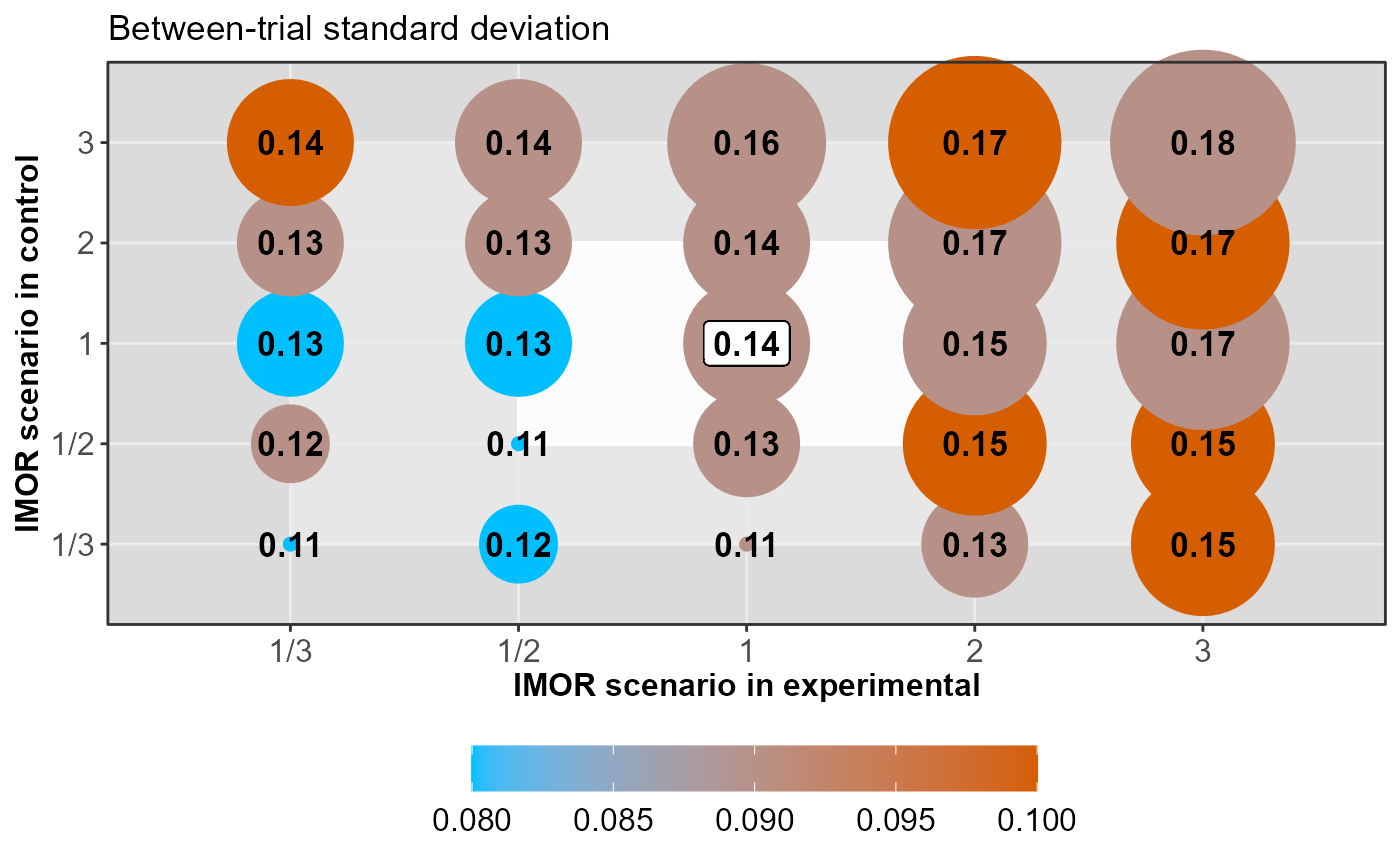 Between-trial standard deviation
IMOR scenario in control
3 0.14 0.14 0.16 0.17 0.18
2 0.13 0.13 0.14 0.17 0.17
1 0.13 0.13 0.14 0.15 0.17
1/2 0.12 0.11 0.13 0.15 0.15
1/3 0.11 0.12 0.11 0.13 0.15
1/3 1/2 1 2 3
IMOR scenario in experimental
0.080 0.085 0.090 0.095 0.100